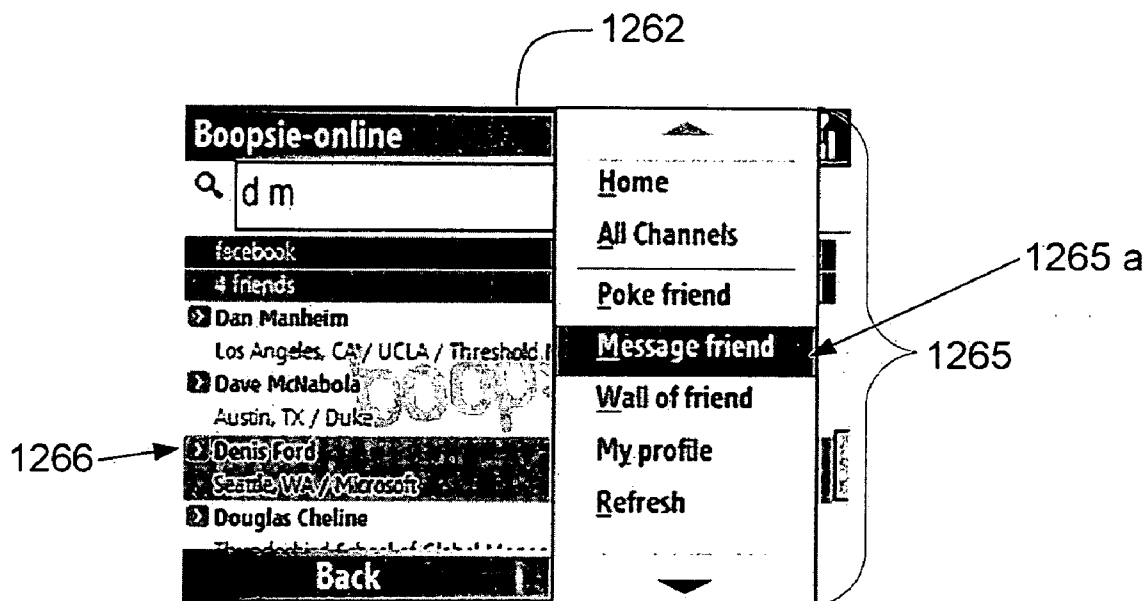 1262
Boopsie-online
d m
facebook
4 friends
Dan Manheim
Los Angeles, CA / UCLA / Threshold
Dave McNabola
Austin, TX / Duke
Denis Ford
Seattle, WA / Microsoft
Douglas Cheline
Back
Home
All Channels
Poke friend
Message friend
Wall of friend
My profile
Refresh
1265 a
1265
1266